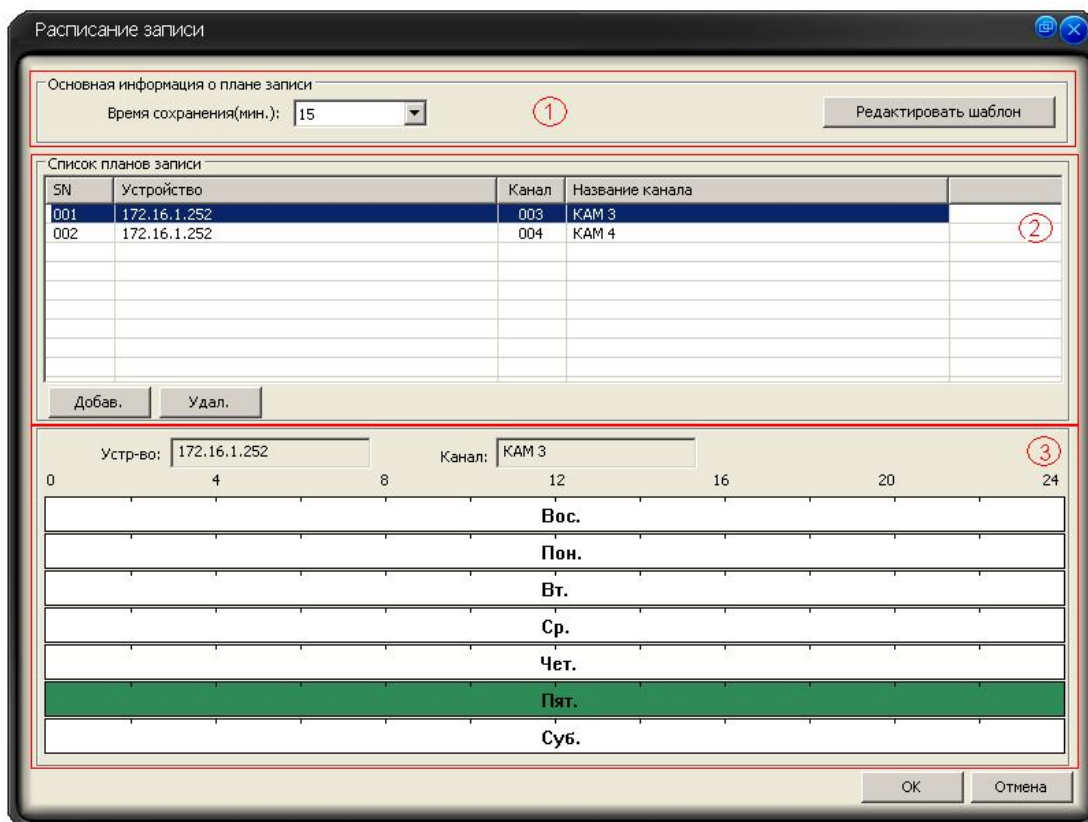 Расписание записи
Основная информация о плане записи
Время сохранения(мин.): 15 1 Редактировать шаблон
Список планов записи
SN Устройство Канал Название канала
001 172.16.1.252 003 КАМ 3
002 172.16.1.252 004 КАМ 4
2
Добав. Удал.
Устр-во: 172.16.1.252 Канал: КАМ 3 3
0 4 8 12 16 20 24
Вос.
Пон.
Вт.
Ср.
Чет.
Пят.
Суб.
OK Отмена